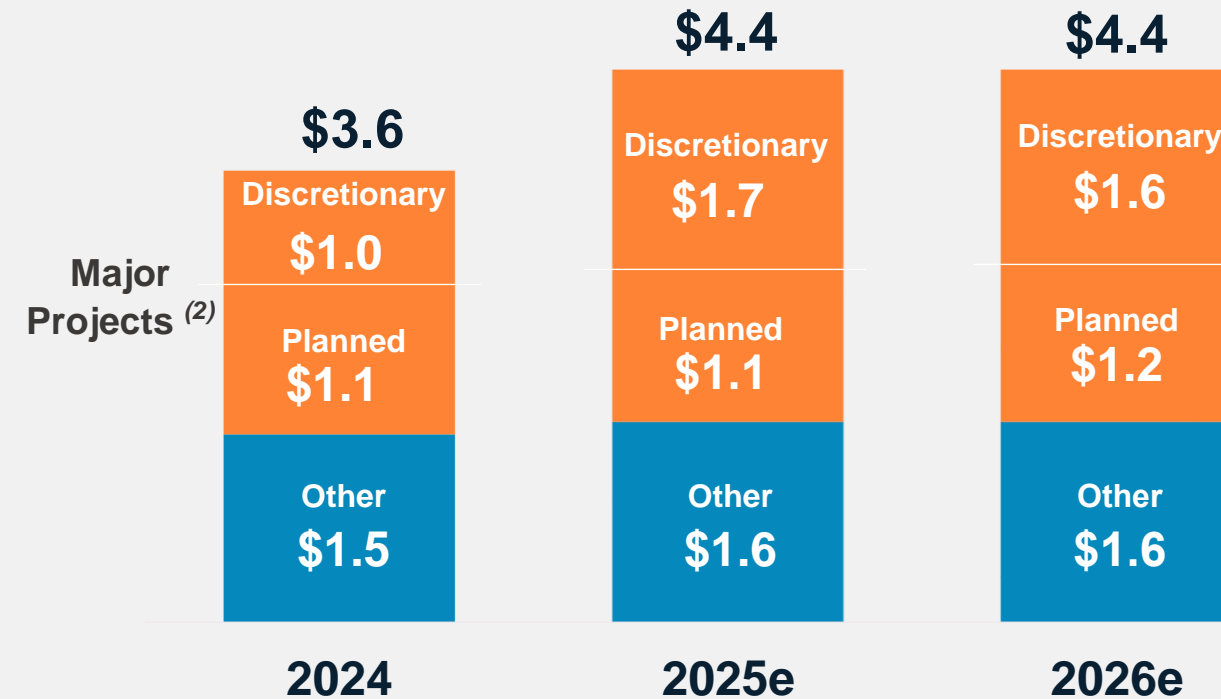 $3.6
$4.4
$4.4
Major
Projects (2)
Discretionary
$1.0
Planned
$1.1
Other
$1.5
Discretionary
$1.7
Planned
$1.1
Other
$1.6
Discretionary
$1.6
Planned
$1.2
Other
$1.6
2024
2025e
2026e